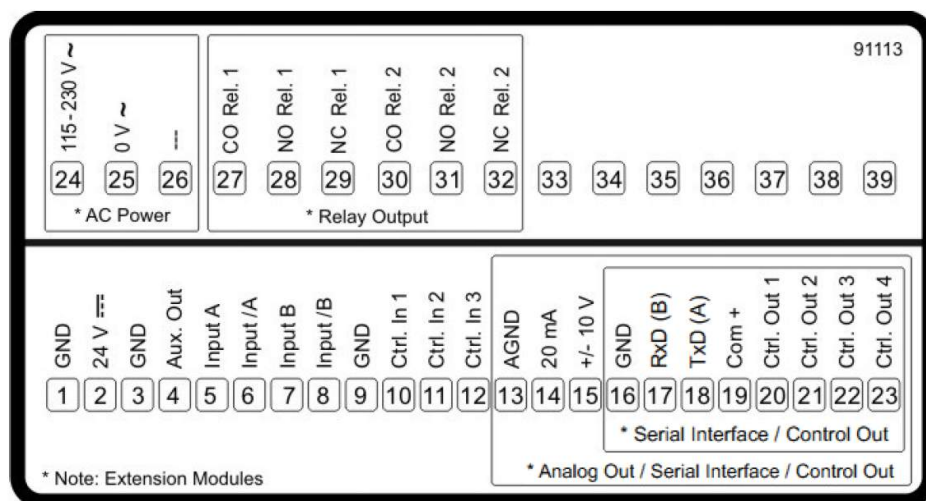 91113
115 - 230 V ~
0 V ~
---
CO Rel. 1
NO Rel. 1
NC Rel. 1
CO Rel. 2
NO Rel. 2
NC Rel. 2
24 25 26 27 28 29 30 31 32 33 34 35 36 37 38 39
* AC Power
* Relay Output
GND
24 V ⎓
GND
Aux. Out
Input A
Input /A
Input B
Input /B
GND
Ctrl. In 1
Ctrl. In 2
Ctrl. In 3
AGND
20 mA
+/- 10 V
GND
RxD (B)
TxD (A)
Com +
Ctrl. Out 1
Ctrl. Out 2
Ctrl. Out 3
Ctrl. Out 4
1 2 3 4 5 6 7 8 9 10 11 12 13 14 15 16 17 18 19 20 21 22 23
* Serial Interface / Control Out
* Note: Extension Modules
* Analog Out / Serial Interface / Control Out